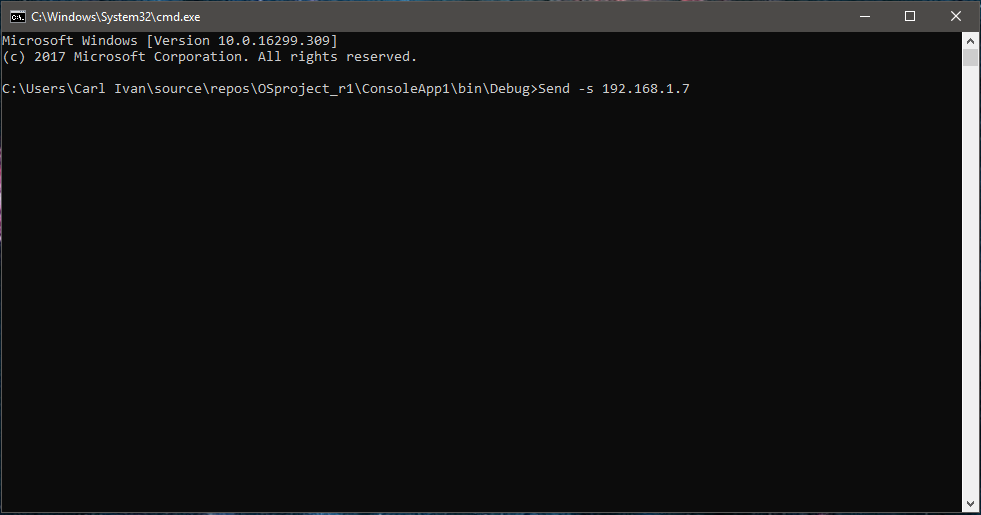 C:\Windows\System32\cmd.exe
Microsoft Windows [Version 10.0.16299.309]
(c) 2017 Microsoft Corporation. All rights reserved.
C:\Users\Carl Ivan\source\repos\OSproject_r1\ConsoleApp1\bin\Debug>Send -s 192.168.1.7